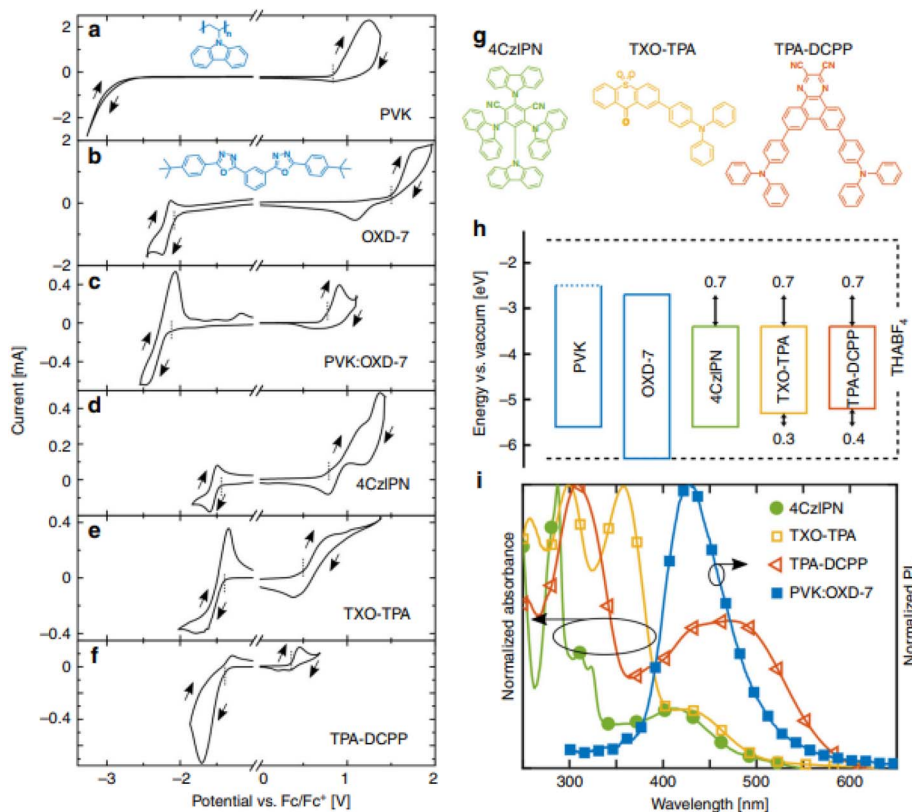 a
n
N
PVK
2
0
−2
2
b
N-N
O
N-N
O
OXD-7
0
−2
c
PVK:OXD-7
0.4
0
−0.4
d
4CzIPN
0.4
0.2
0
e
TXO-TPA
0.4
0
−0.4
f
TPA-DCPP
0
−0.4
Current [mA]
−3 −2 −1 0 1 2
Potential vs. Fc/Fc⁺ [V]
g
4CzIPN TXO-TPA TPA-DCPP
N
NC CN
N N
N
O O
S
O
N
NC CN
N N
N N
h
−2
−3
−4
−5
−6
Energy vs. vaccum [eV]
PVK
OXD-7
4CzIPN
TXO-TPA
TPA-DCPP
0.7 0.7 0.7
0.3 0.4
THABF₄
i
4CzIPN
TXO-TPA
TPA-DCPP
PVK:OXD-7
Normalized absorbance
Normalized PL
300 400 500 600
Wavelength [nm]